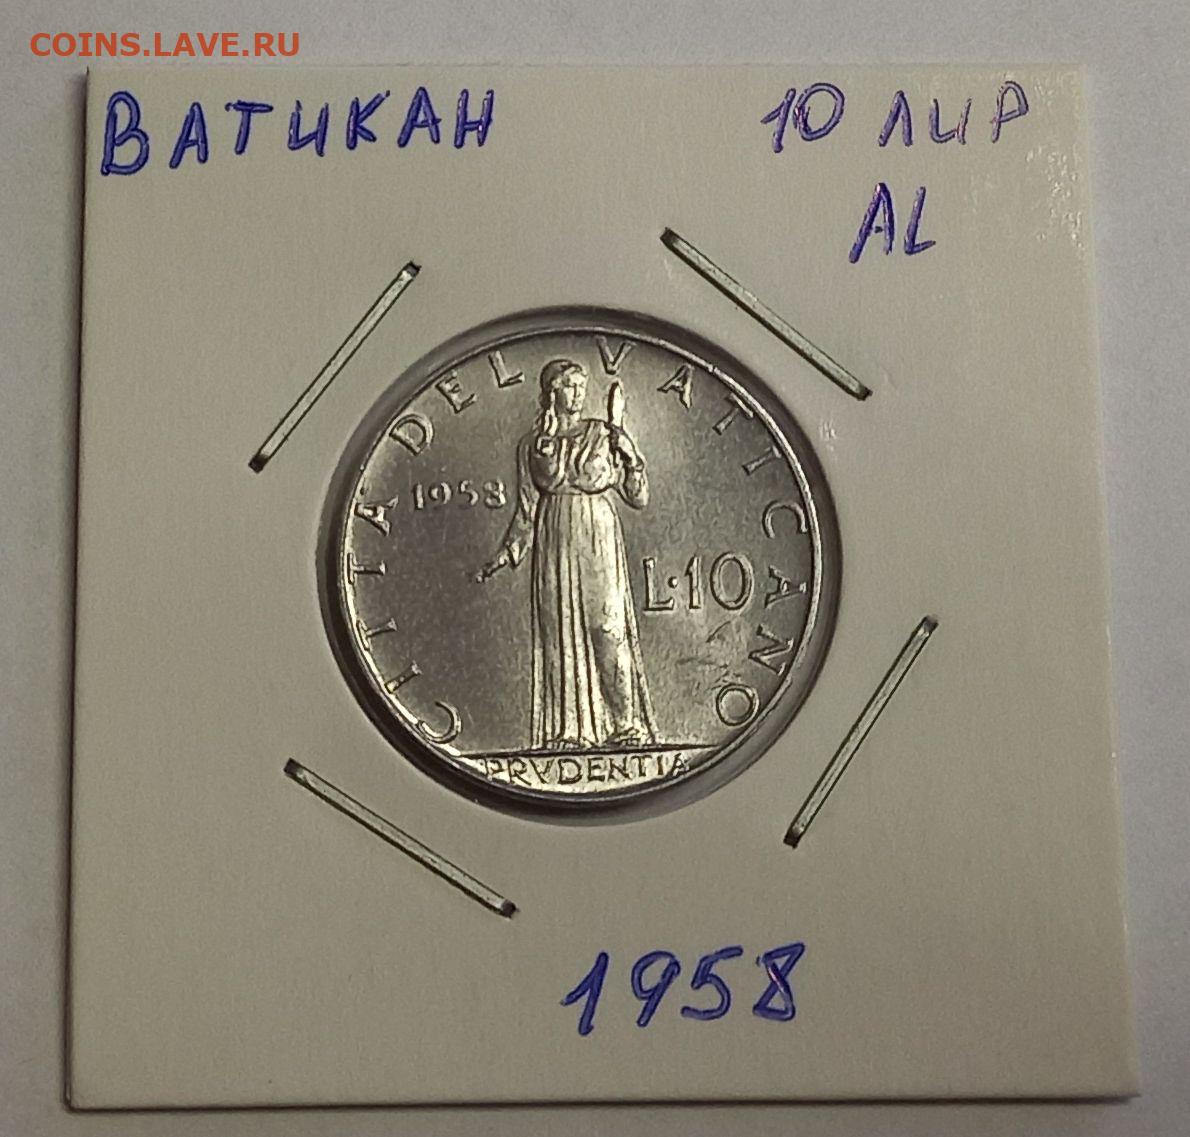 COINS.LAVE.RU
ВАТИКАН 10 ЛИР
AL
CITTA DEL VATICANO
1958
L·10
PRVDENTIA
1958